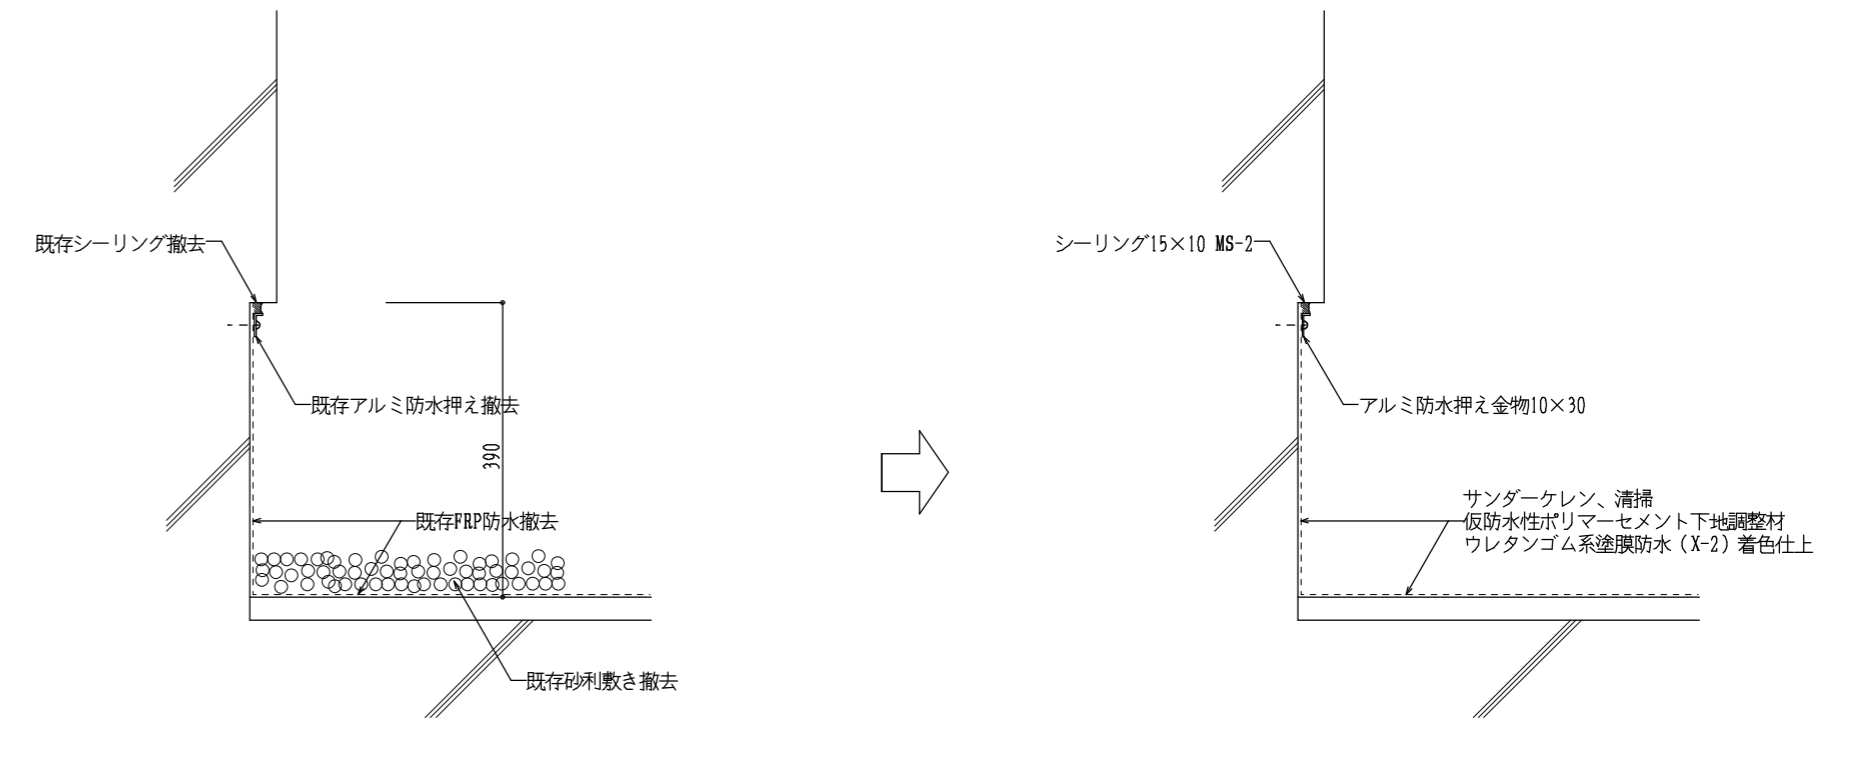 既存シーリング撤去
既存アルミ防水押え撤去
390
既存FRP防水撤去
既存砂利敷き撤去
シーリング15×10 MS-2
アルミ防水押え金物10×30
サンダーケレン、清掃
仮防水性ポリマーセメント下地調整材
ウレタンゴム系塗膜防水（X-2）着色仕上